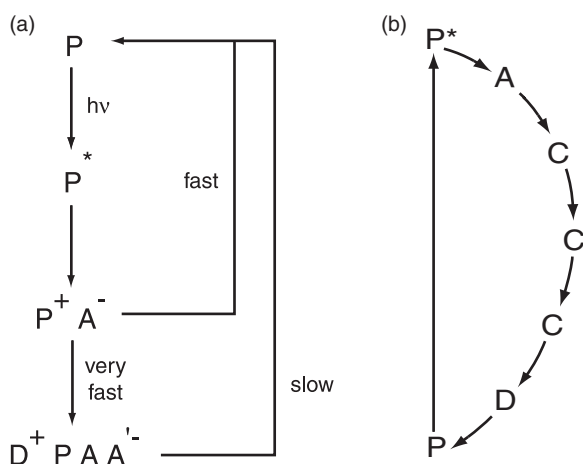 (a)
P
hν
P*
fast
P+ A-
very
fast
slow
D+ P A A'-
(b)
P*
A
C
C
C
D
P